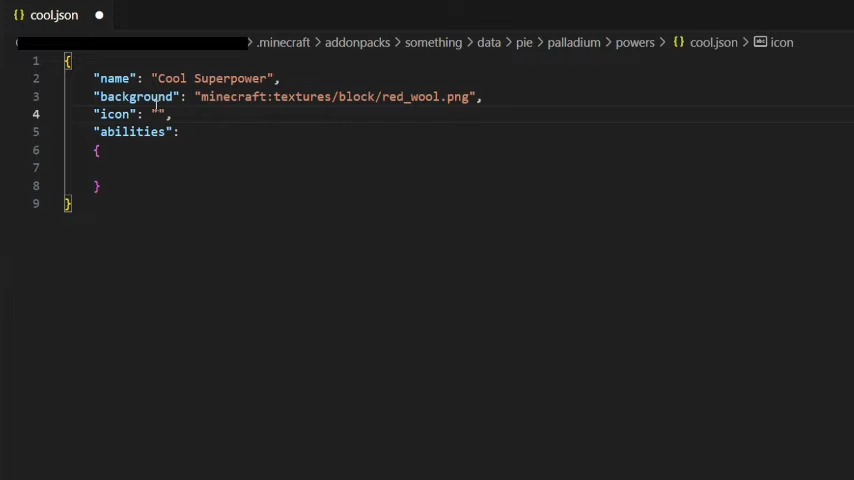 {} cool.json
.minecraft > addonpacks > something > data > pie > palladium > powers > {} cool.json > abc icon
1 {
2 "name": "Cool Superpower",
3 "background": "minecraft:textures/block/red_wool.png",
4 "icon": "",
5 "abilities":
6 {
7
8 }
9 }